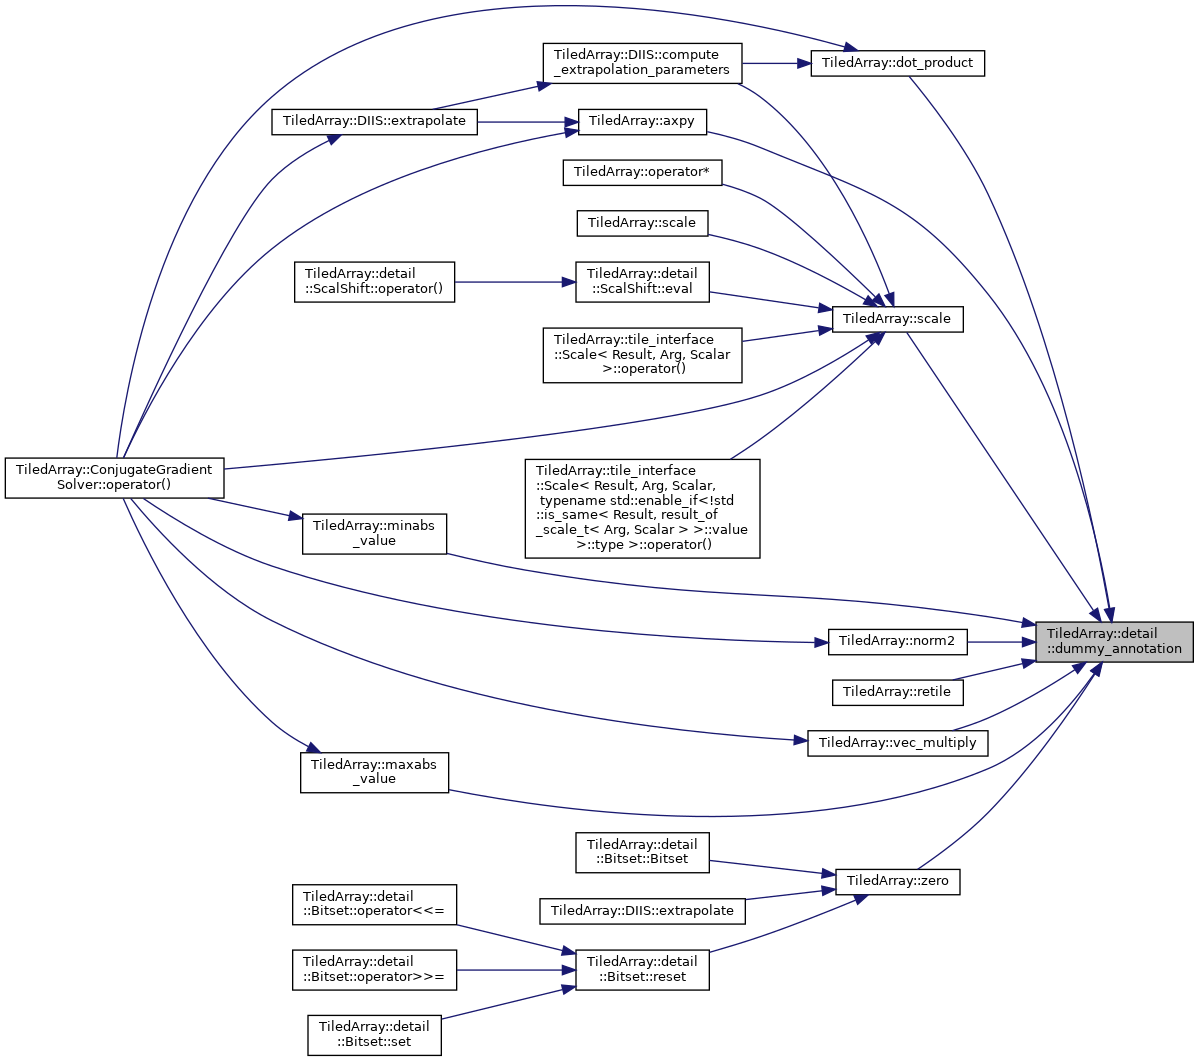 TiledArray::DIIS::compute
_extrapolation_parameters
TiledArray::dot_product
TiledArray::DIIS::extrapolate
TiledArray::axpy
TiledArray::operator*
TiledArray::scale
TiledArray::detail
::ScalShift::operator()
TiledArray::detail
::ScalShift::eval
TiledArray::scale
TiledArray::tile_interface
::Scale< Result, Arg, Scalar
>::operator()
TiledArray::ConjugateGradient
Solver::operator()
TiledArray::tile_interface
::Scale< Result, Arg, Scalar,
typename std::enable_if<!std
::is_same< Result, result_of
_scale_t< Arg, Scalar > >::value
>::type >::operator()
TiledArray::minabs
_value
TiledArray::detail
::dummy_annotation
TiledArray::norm2
TiledArray::retile
TiledArray::vec_multiply
TiledArray::maxabs
_value
TiledArray::detail
::Bitset::Bitset
TiledArray::zero
TiledArray::detail
::Bitset::operator<<=
TiledArray::DIIS::extrapolate
TiledArray::detail
::Bitset::operator>>=
TiledArray::detail
::Bitset::reset
TiledArray::detail
::Bitset::set